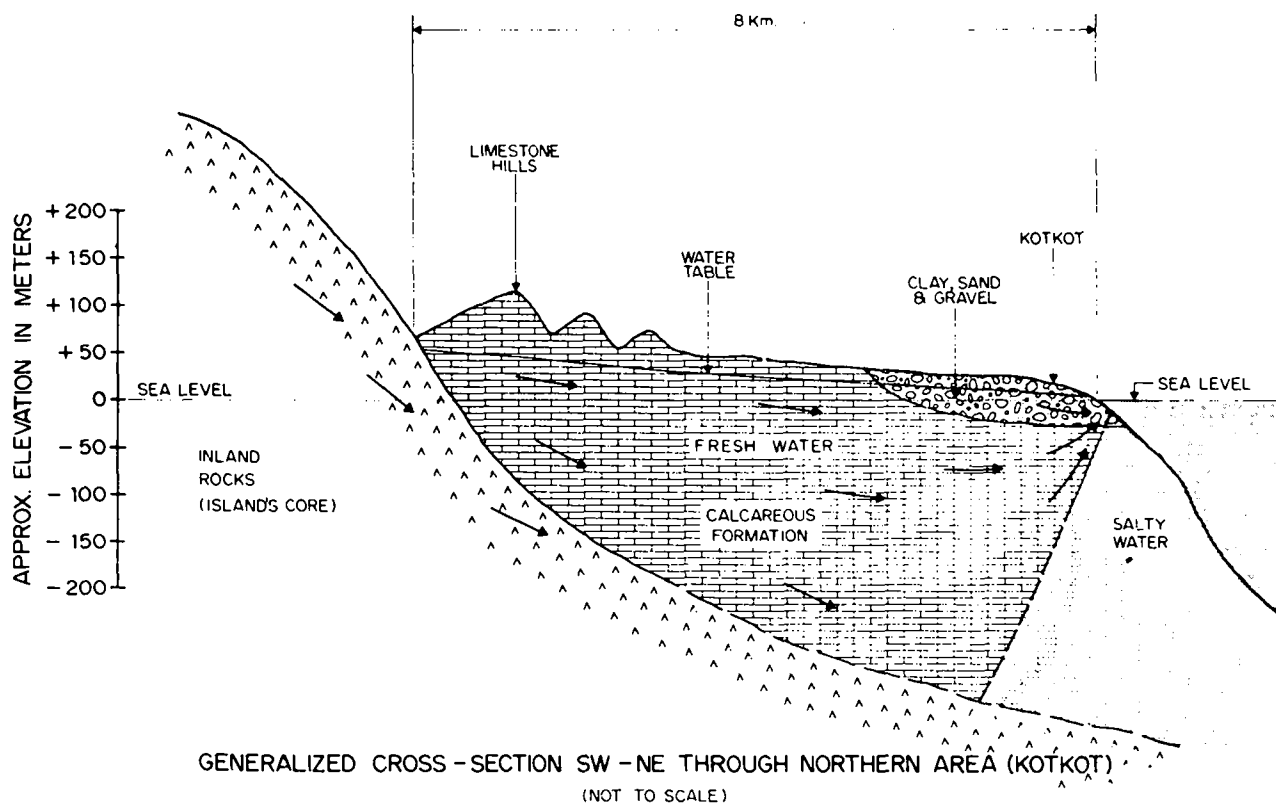 8 Km.
LIMESTONE
HILLS
WATER
TABLE
KOTKOT
CLAY, SAND
& GRAVEL
APPROX. ELEVATION IN METERS
+200
+150
+100
+50
0
-50
-100
-150
-200
SEA LEVEL
SEA LEVEL
INLAND
ROCKS
(ISLAND'S CORE)
FRESH WATER
CALCAREOUS
FORMATION
SALTY
WATER
GENERALIZED CROSS-SECTION SW-NE THROUGH NORTHERN AREA (KOTKOT)
(NOT TO SCALE)